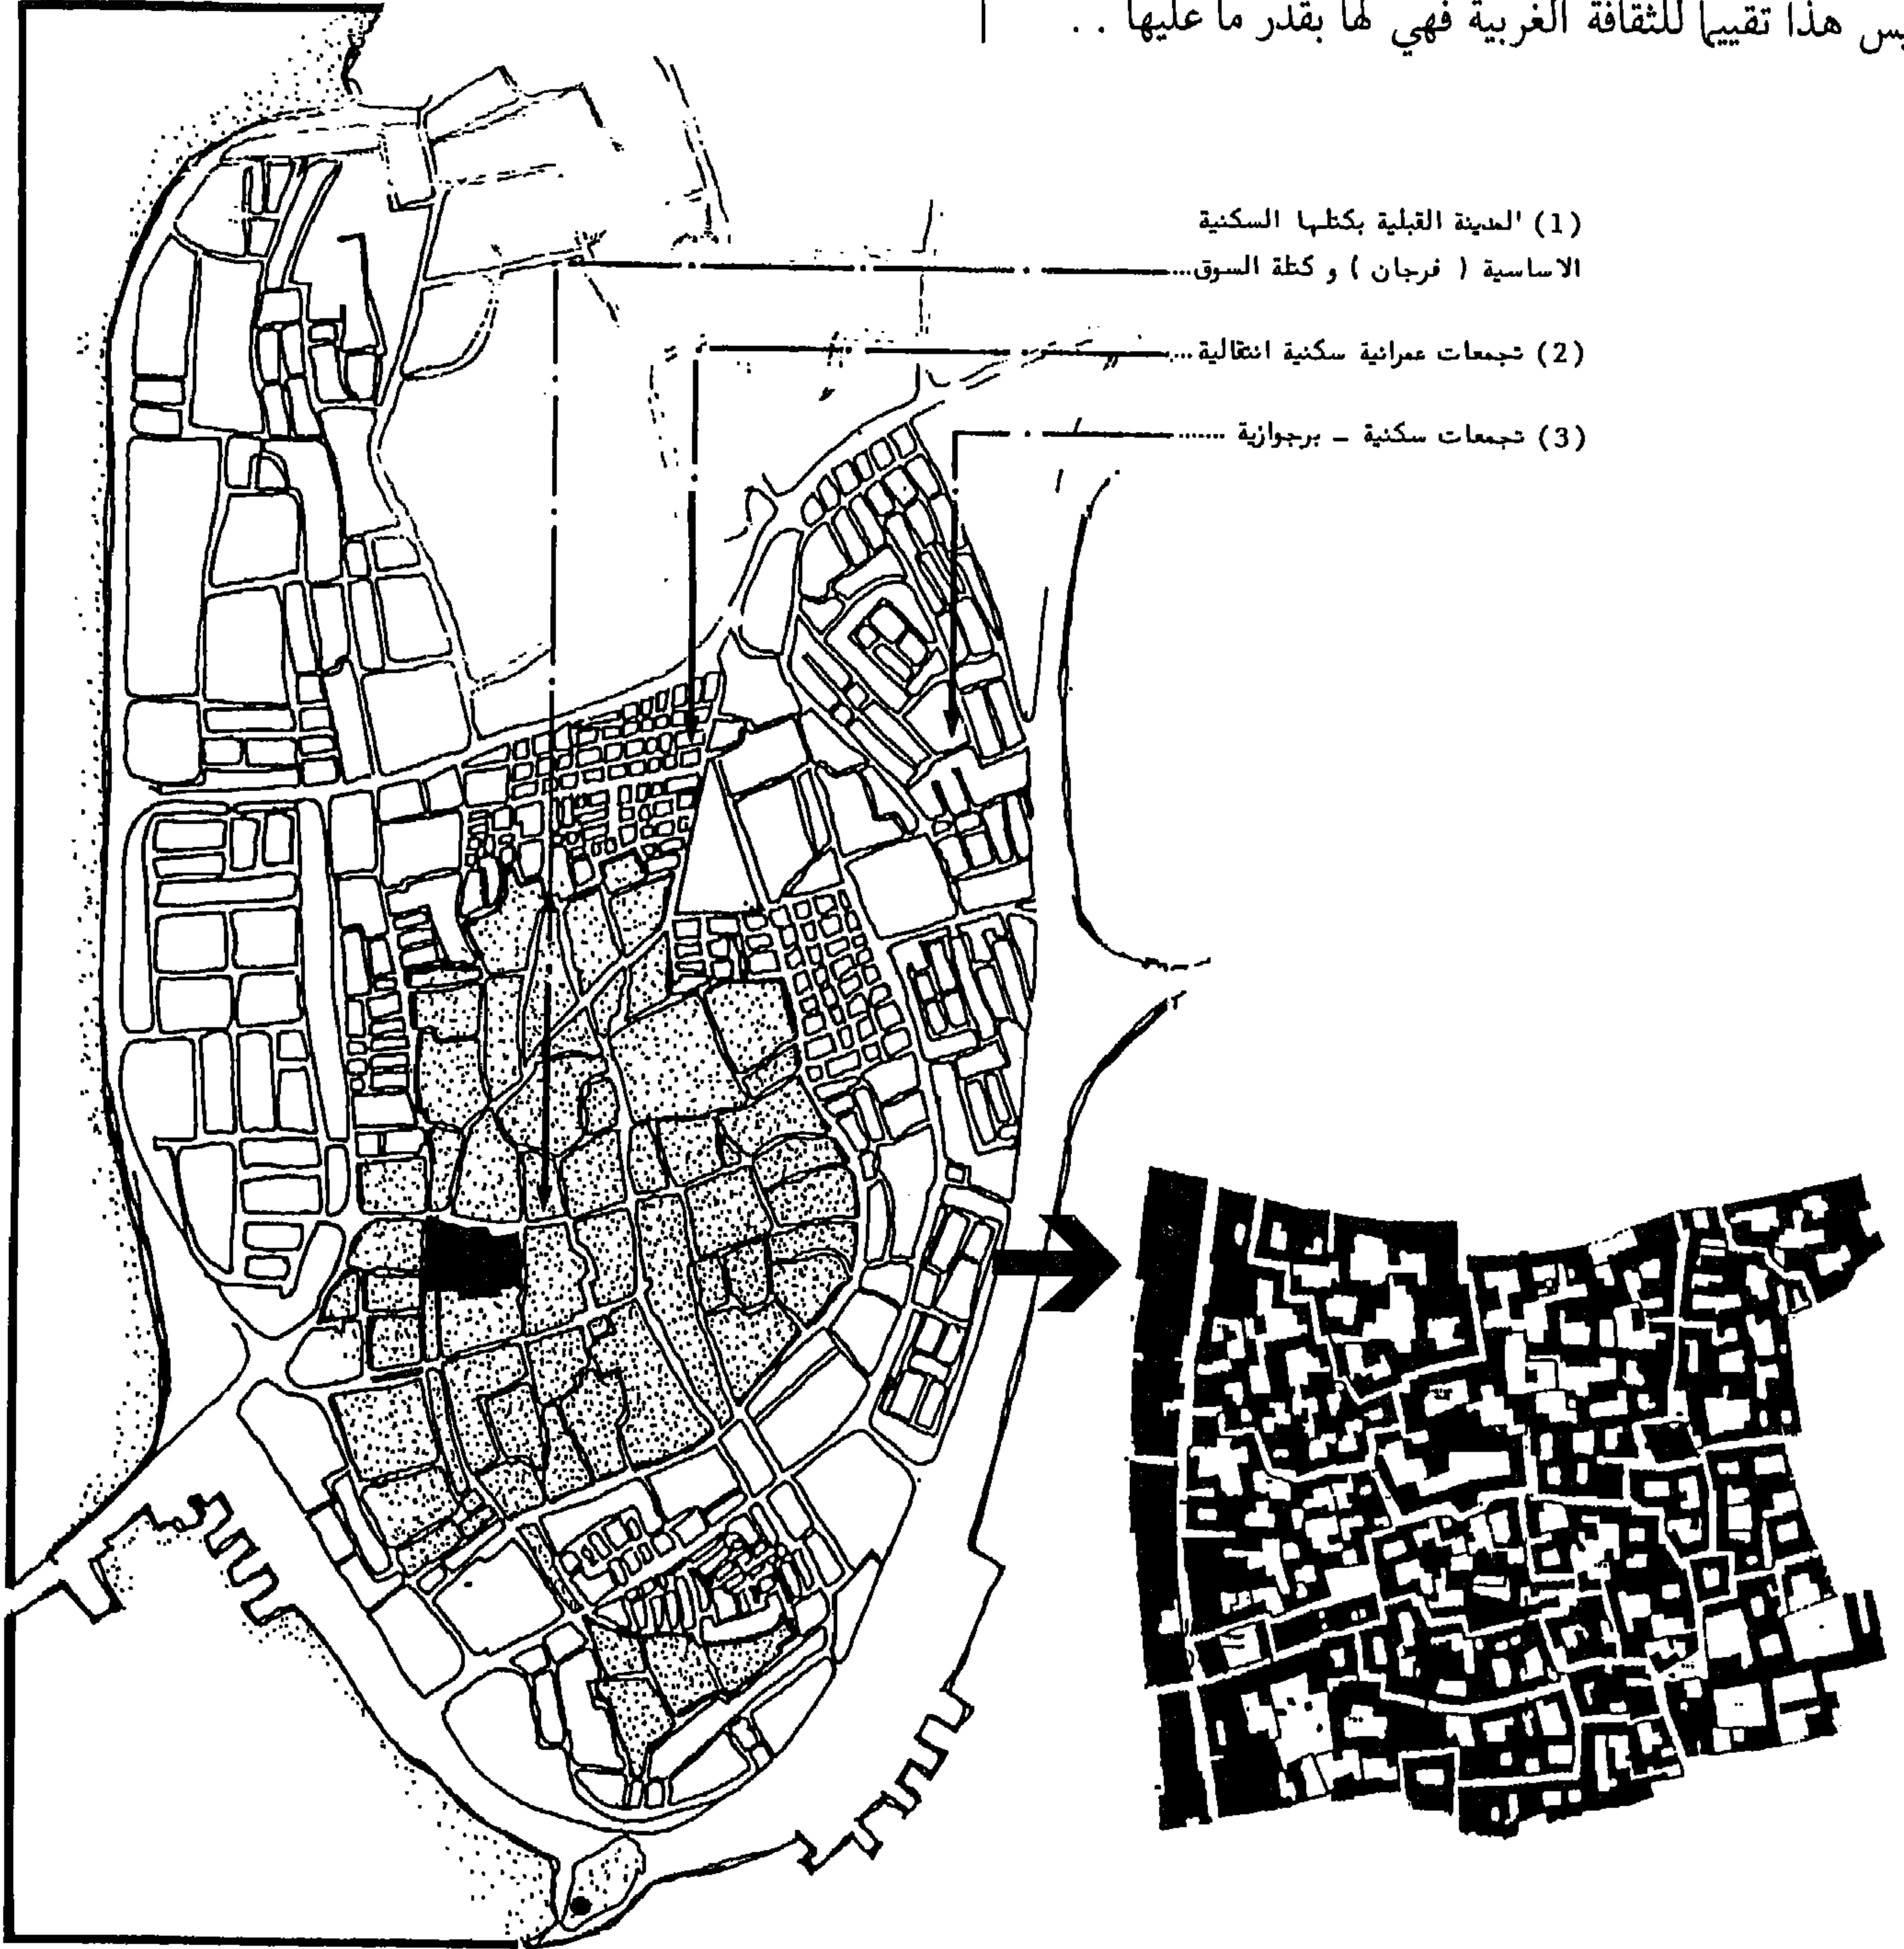 هذا تقييما للثقافة الغربية فهي لها بقدر ما عليها . .
(1) المدينة القبلية بكتلها السكنية
الاساسية ( فرجان ) و كتلة السوق...
(2) تجمعات عمرانية سكنية انتقالية ...
(3) تجمعات سكنية - برجوازية ......